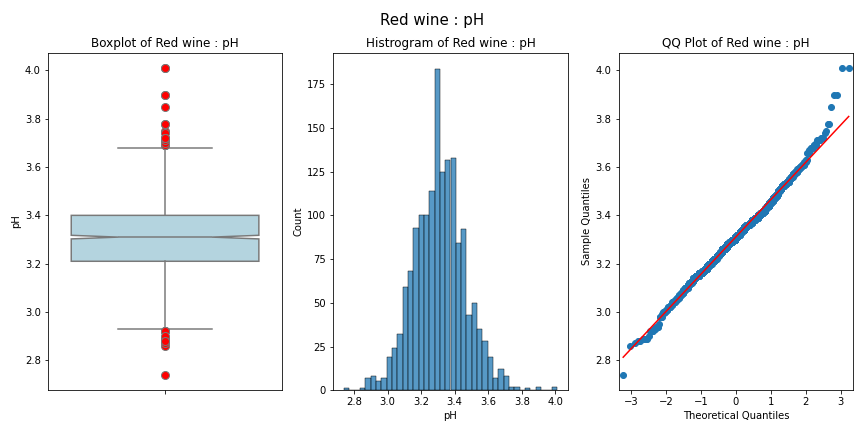 Red wine : pH
Boxplot of Red wine : pH
4.0
3.8
3.6
3.4
3.2
3.0
2.8
pH
Histrogram of Red wine : pH
175
150
125
100
75
50
25
0
Count
2.8 3.0 3.2 3.4 3.6 3.8 4.0
pH
QQ Plot of Red wine : pH
4.0
3.8
3.6
3.4
3.2
3.0
2.8
Sample Quantiles
−3 −2 −1 0 1 2 3
Theoretical Quantiles